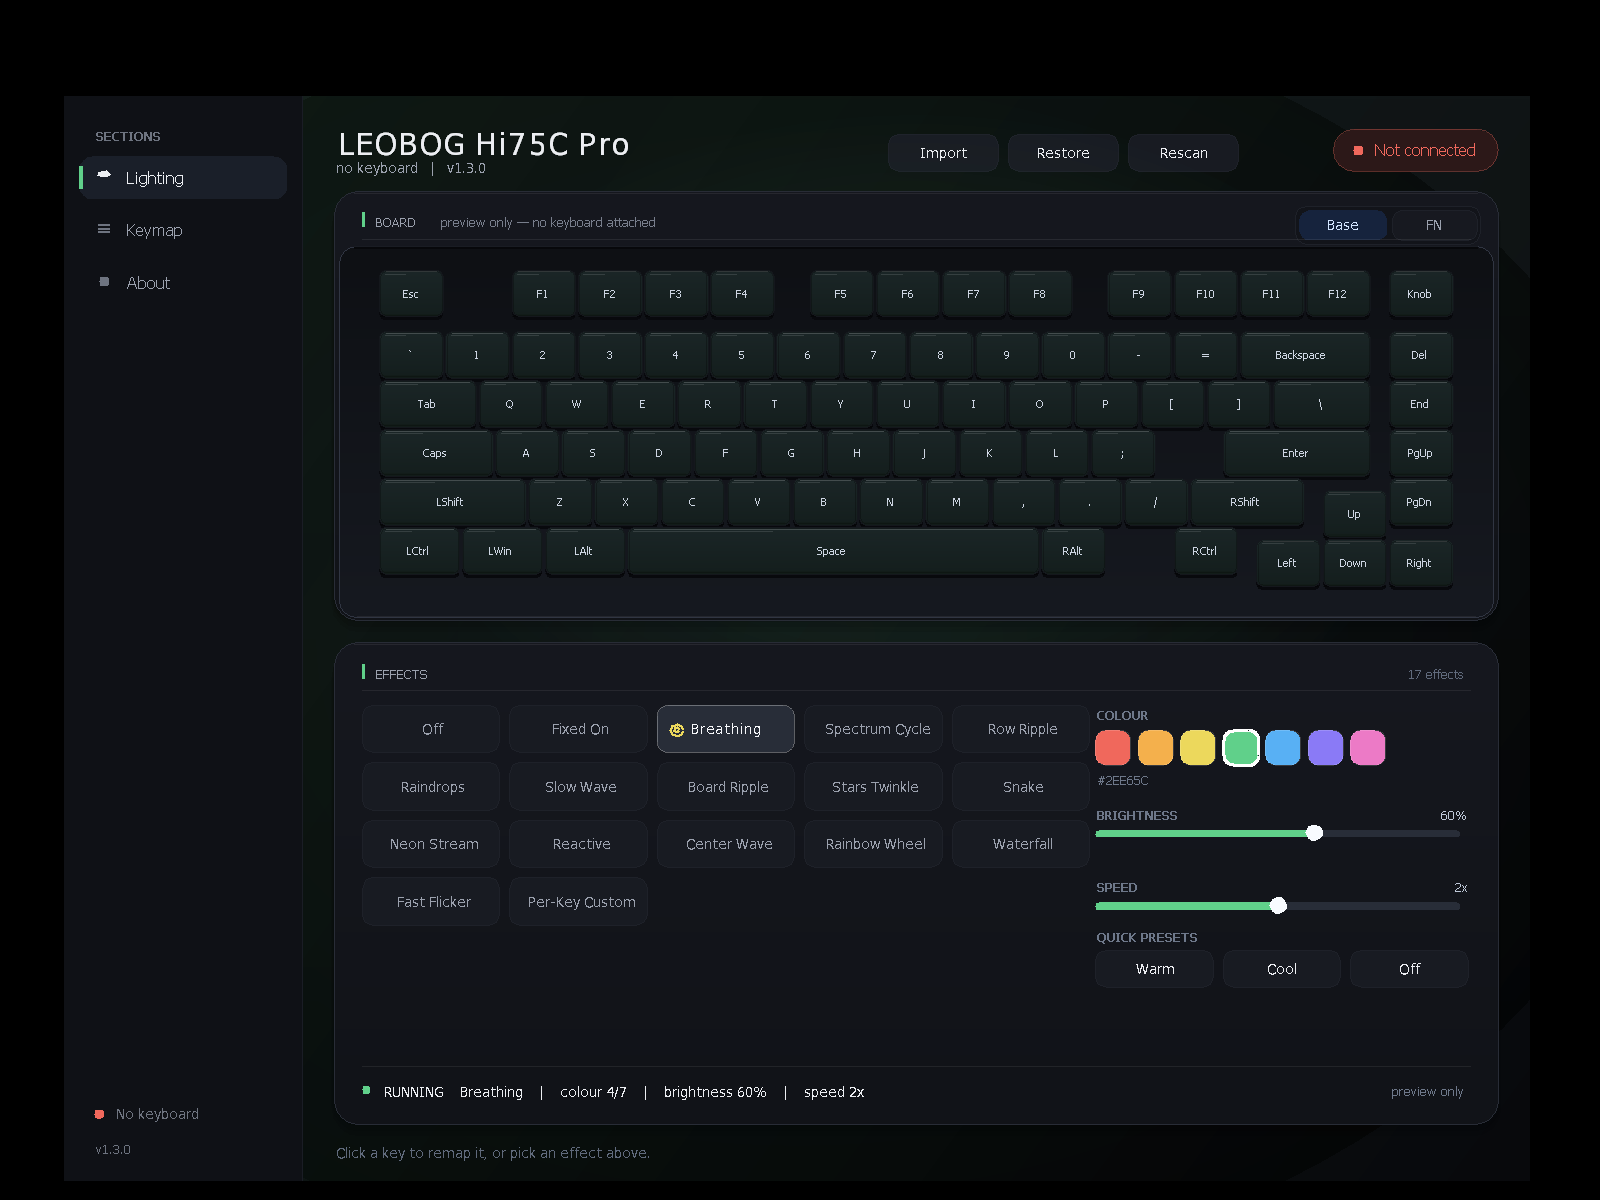 SECTIONS
Lighting
Keymap
About
No keyboard
v1.3.0
LEOBOG Hi75C Pro
no keyboard | v1.3.0
Import Restore Rescan
Not connected
BOARD preview only — no keyboard attached
Base FN
Esc F1 F2 F3 F4 F5 F6 F7 F8 F9 F10 F11 F12 Knob
` 1 2 3 4 5 6 7 8 9 0 - = Backspace Del
Tab Q W E R T Y U I O P [ ] \ End
Caps A S D F G H J K L ; Enter PgUp
LShift Z X C V B N M , . / RShift Up PgDn
LCtrl LWin LAlt Space RAlt RCtrl Left Down Right
EFFECTS 17 effects
Off Fixed On Breathing Spectrum Cycle Row Ripple
Raindrops Slow Wave Board Ripple Stars Twinkle Snake
Neon Stream Reactive Center Wave Rainbow Wheel Waterfall
Fast Flicker Per-Key Custom
COLOUR
#2EE65C
BRIGHTNESS 60%
SPEED 2x
QUICK PRESETS
Warm Cool Off
RUNNING Breathing | colour 4/7 | brightness 60% | speed 2x
preview only
Click a key to remap it, or pick an effect above.